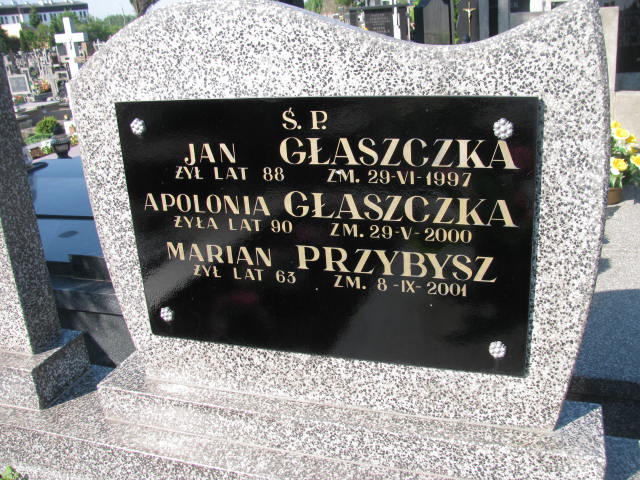 Ś. P.
JAN GŁASZCZKA
ŻYŁ LAT 88 ZM. 29-VI-1997
APOLONIA GŁASZCZKA
ŻYŁA LAT 90 ZM. 29-V-2000
MARIAN PRZYBYSZ
ŻYŁ LAT 63 ZM. 8-IX-2001